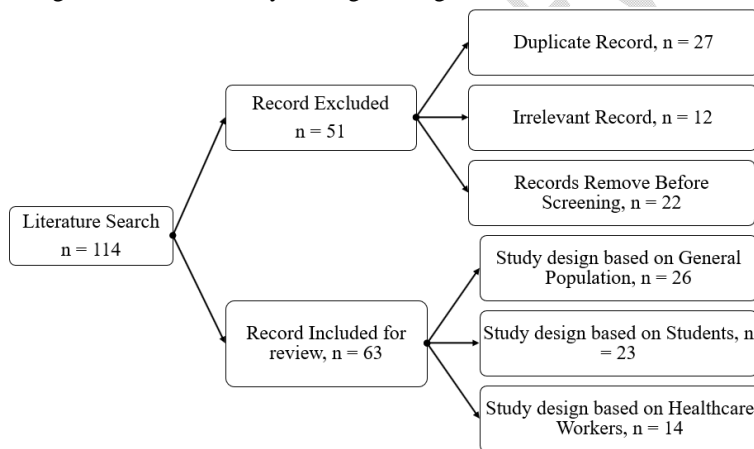 Duplicate Record, n = 27
Record Excluded
n = 51
Irrelevant Record, n = 12
Records Remove Before
Screening, n = 22
Literature Search
n = 114
Study design based on General
Population, n = 26
Record Included for
review, n = 63
Study design based on Students, n
= 23
Study design based on Healthcare
Workers, n = 14